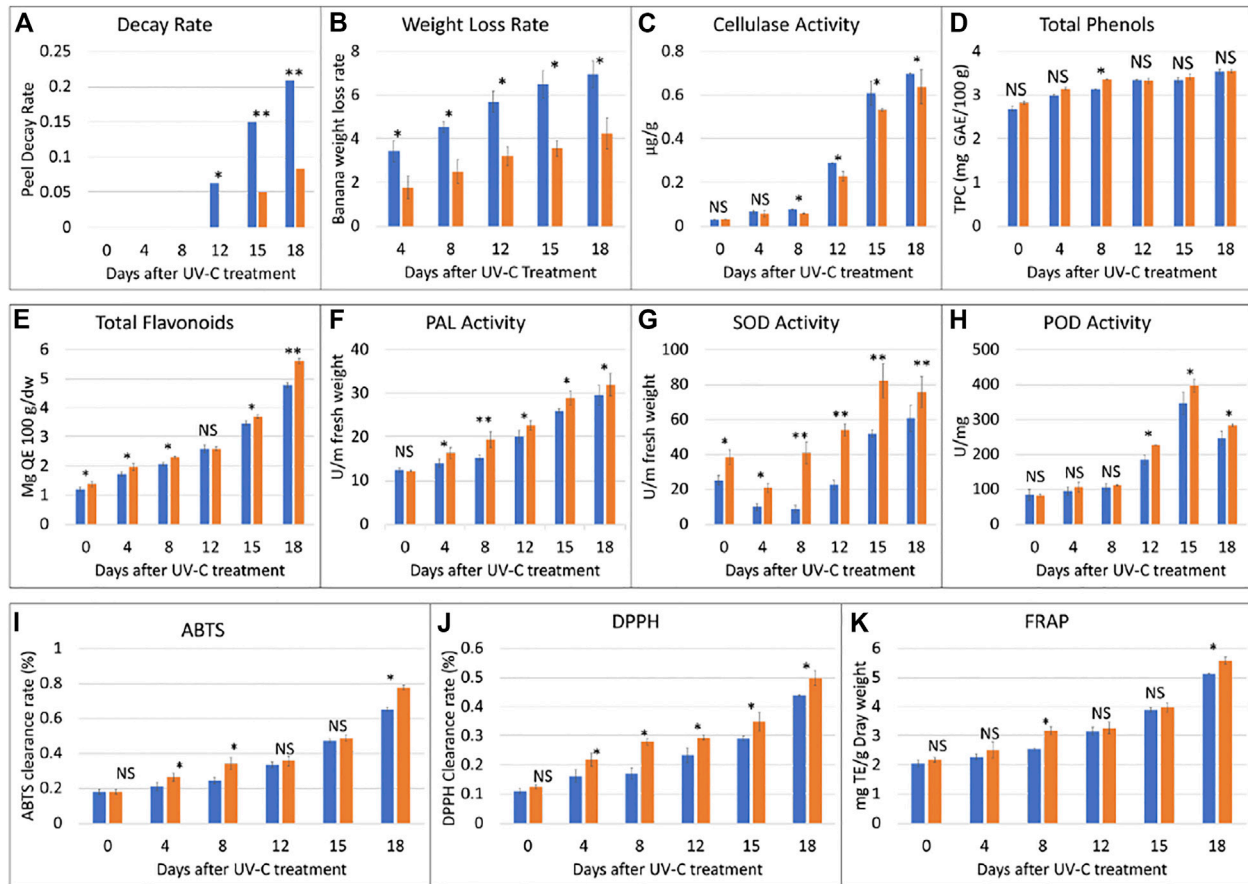 A Decay Rate
Peel Decay Rate
0.25
0.2
0.15
0.1
0.05
0
* ** **
0 4 8 12 15 18
Days after UV-C treatment
B Weight Loss Rate
Banana weight loss rate
8
6
4
2
0
* * * * *
4 8 12 15 18
Days after UV-C Treatment
C Cellulase Activity
µg/g
0.8
0.6
0.4
0.2
0
NS NS * * * *
0 4 8 12 15 18
Days after UV-C treatment
D Total Phenols
TPC (mg GAE/100 g)
4
3
2
1
0
NS NS * NS NS NS
0 4 8 12 15 18
Days after UV-C treatment
E Total Flavonoids
Mg QE 100 g/dw
6
5
4
3
2
1
0
* * * NS * **
0 4 8 12 15 18
Days after UV-C treatment
F PAL Activity
U/m fresh weight
40
30
20
10
0
NS * ** * * *
0 4 8 12 15 18
Days after UV-C treatment
G SOD Activity
U/m fresh weight
100
80
60
40
20
0
* * ** ** ** **
0 4 8 12 15 18
Days after UV-C treatment
H POD Activity
U/mg
500
400
300
200
100
0
NS NS NS * * *
0 4 8 12 15 18
Days after UV-C treatment
I ABTS
ABTS clearance rate (%)
1
0.8
0.6
0.4
0.2
0
NS * * NS NS *
0 4 8 12 15 18
Days after UV-C treatment
J DPPH
DPPH Clearance rate (%)
0.6
0.5
0.4
0.3
0.2
0.1
0
NS * * * * *
0 4 8 12 15 18
Days after UV-C treatment
K FRAP
mg TE/g Dray weight
6
5
4
3
2
1
0
NS NS * NS NS *
0 4 8 12 15 18
Days after UV-C treatment